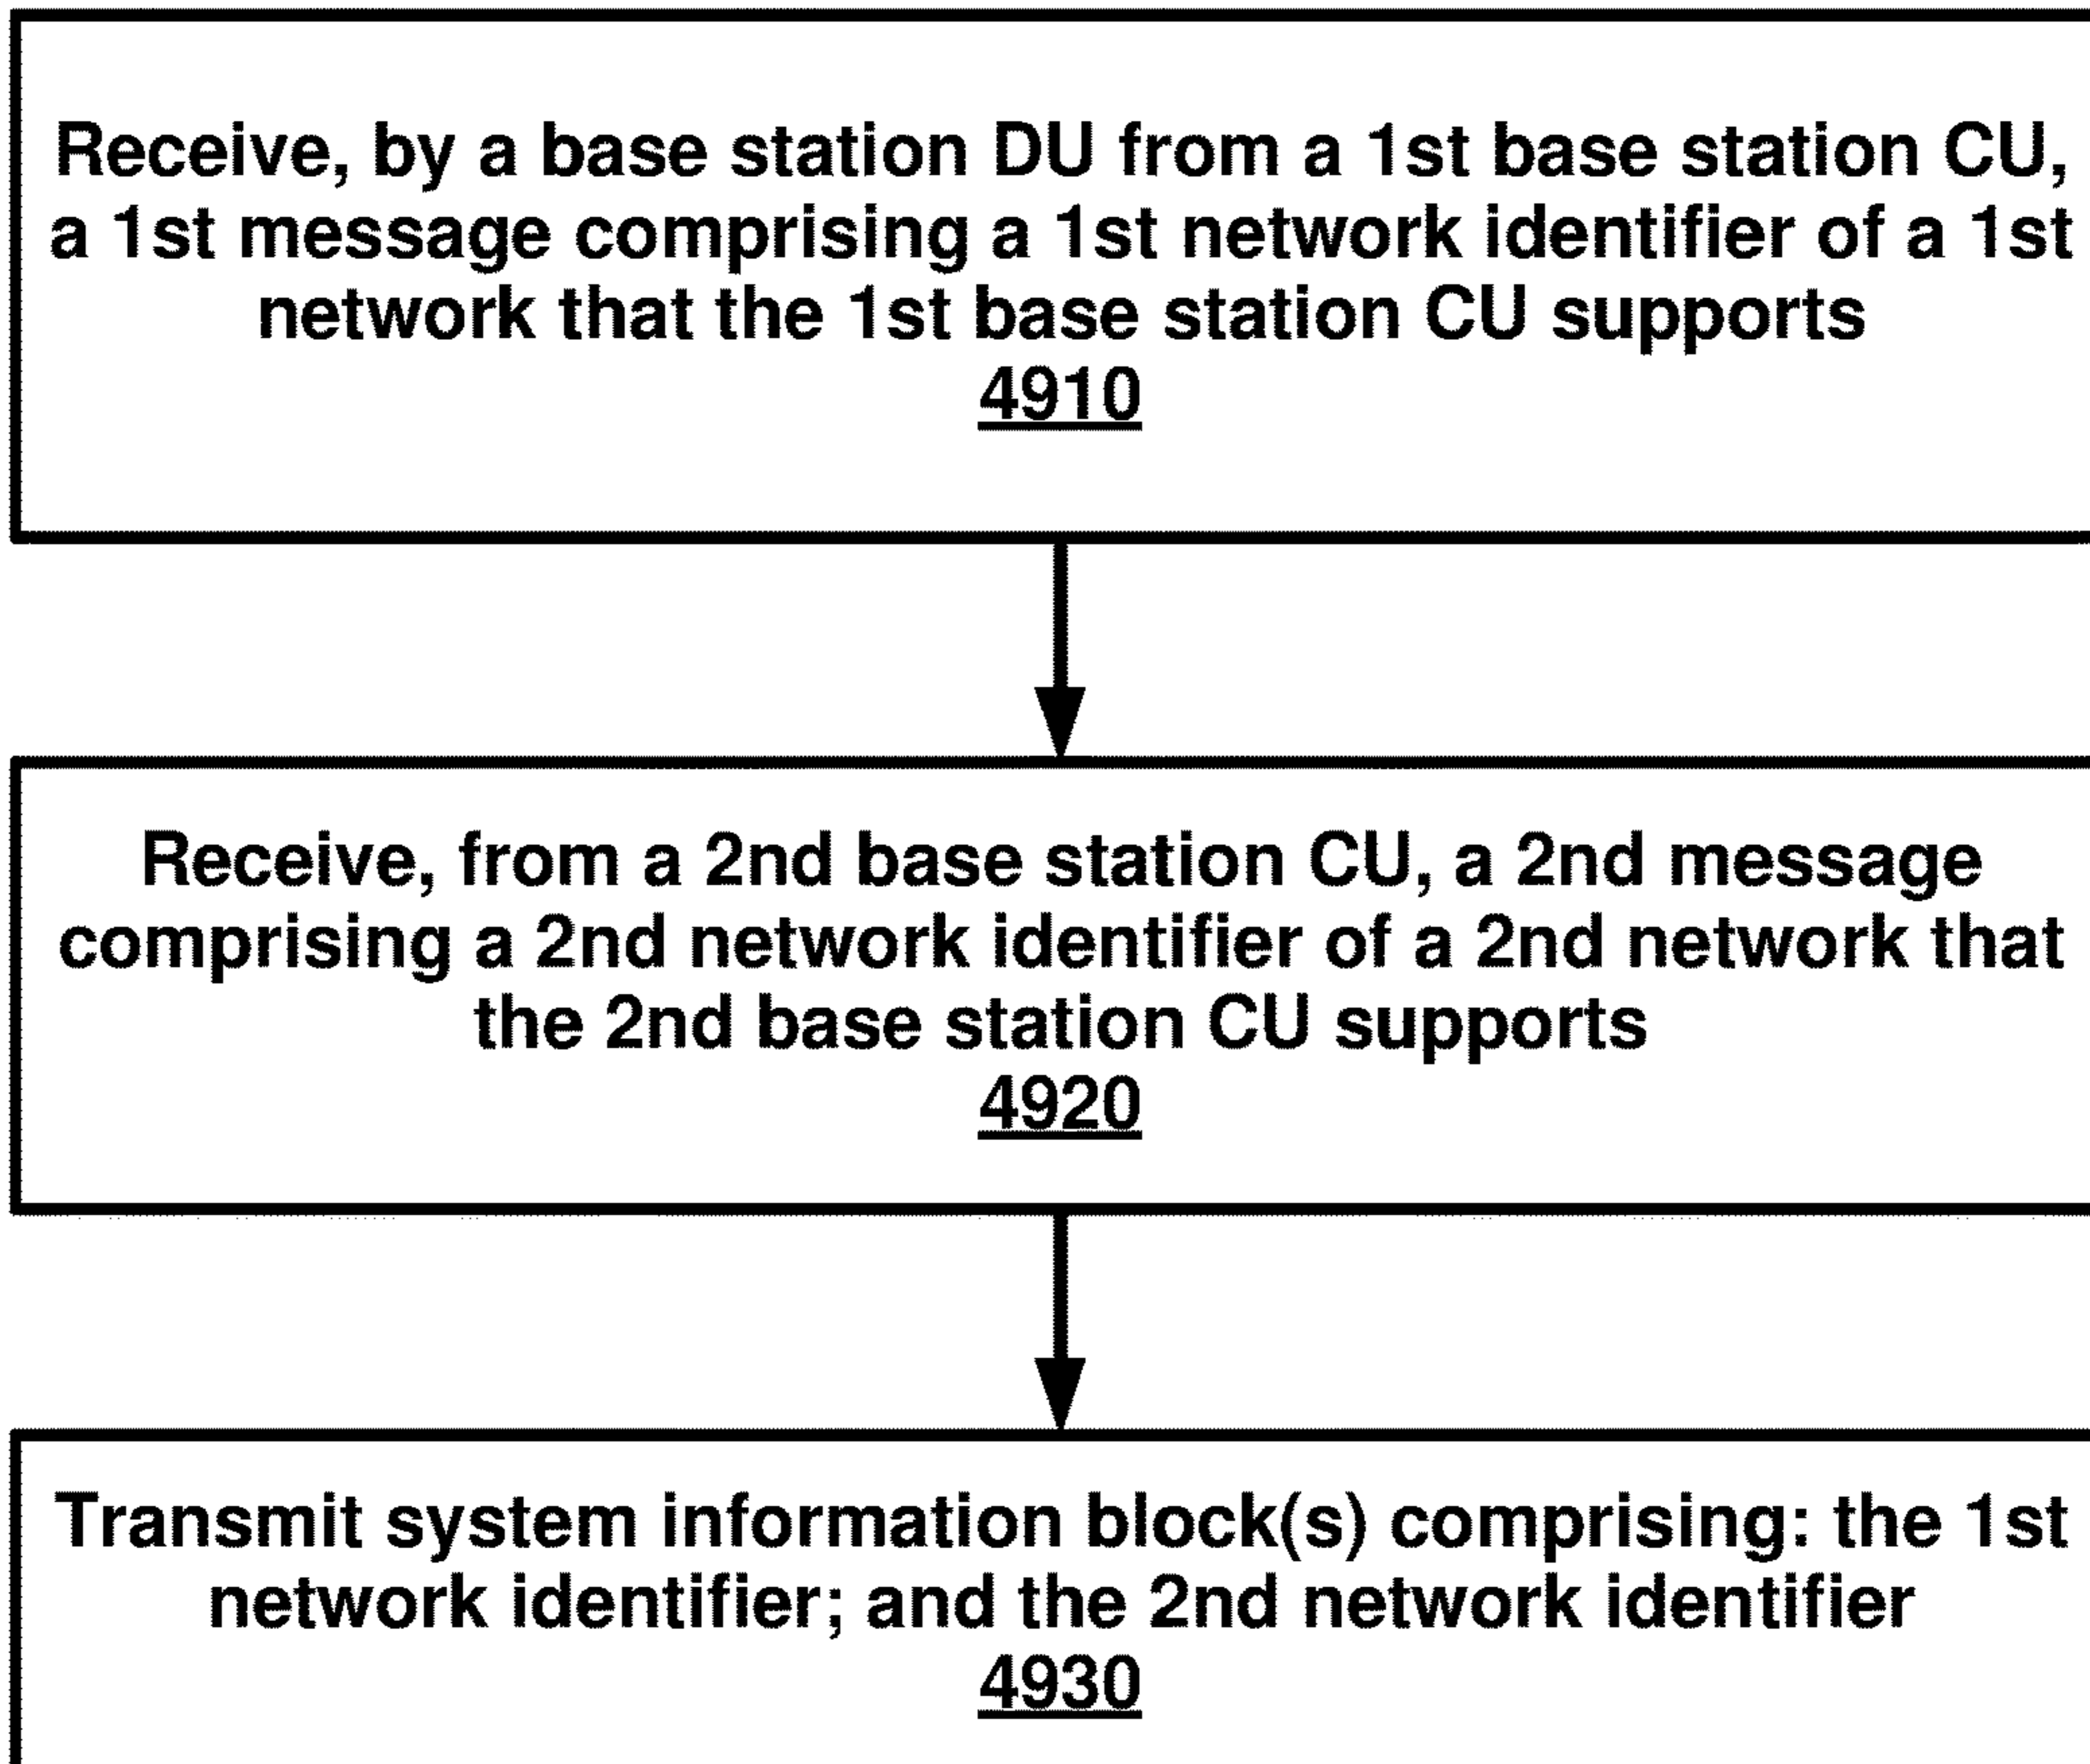 Receive, by a base station DU from a 1st base station CU,
a 1st message comprising a 1st network identifier of a 1st
network that the 1st base station CU supports
4910
Receive, from a 2nd base station CU, a 2nd message
comprising a 2nd network identifier of a 2nd network that
the 2nd base station CU supports
4920
Transmit system information block(s) comprising: the 1st
network identifier; and the 2nd network identifier
4930